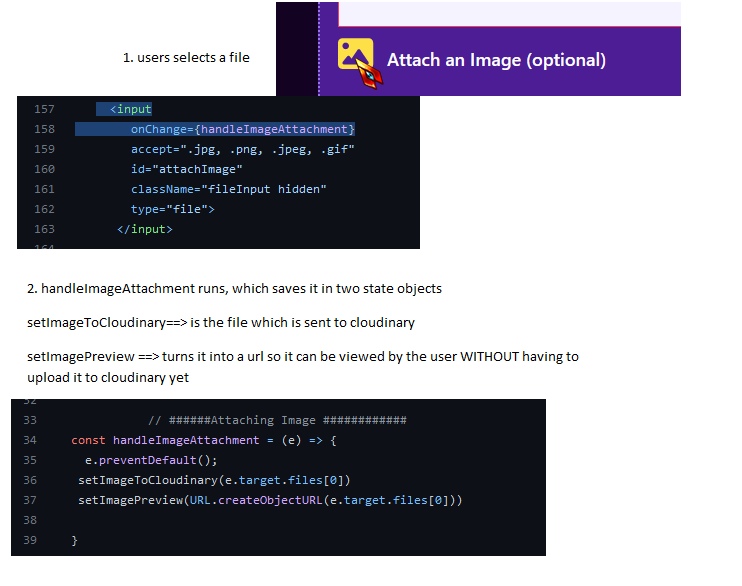 1. users selects a file
Attach an Image (optional)
157 <input
158 onChange={handleImageAttachment}
159 accept=".jpg, .png, .jpeg, .gif"
160 id="attachImage"
161 className="fileInput hidden"
162 type="file">
163 </input>
164
2. handleImageAttachment runs, which saves it in two state objects
setImageToCloudinary==> is the file which is sent to cloudinary
setImagePreview ==> turns it into a url so it can be viewed by the user WITHOUT having to
upload it to cloudinary yet
32
33 // ######Attaching Image ############
34 const handleImageAttachment = (e) => {
35 e.preventDefault();
36 setImageToCloudinary(e.target.files[0])
37 setImagePreview(URL.createObjectURL(e.target.files[0]))
38
39 }